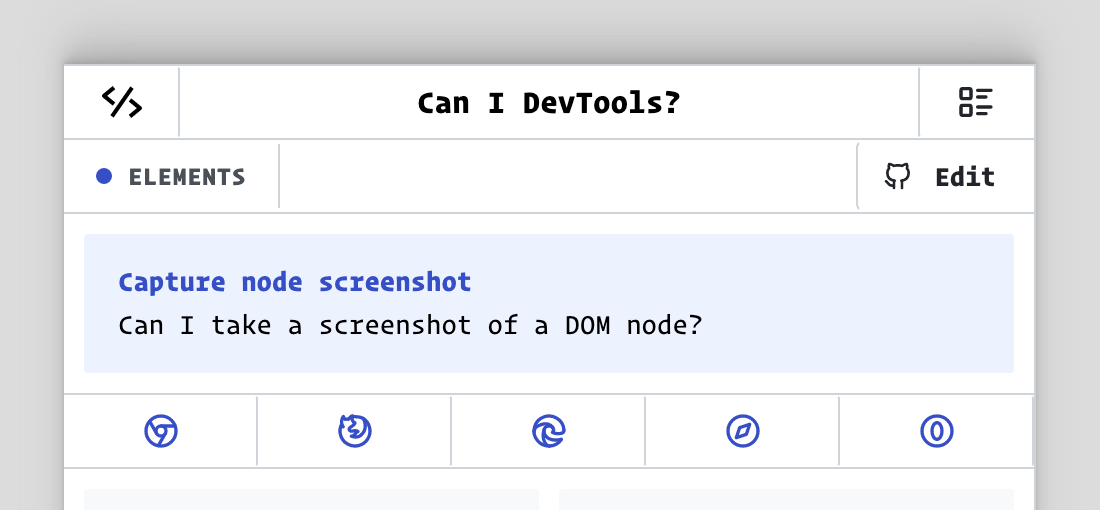 Can I DevTools?
ELEMENTS
Edit
Capture node screenshot
Can I take a screenshot of a DOM node?